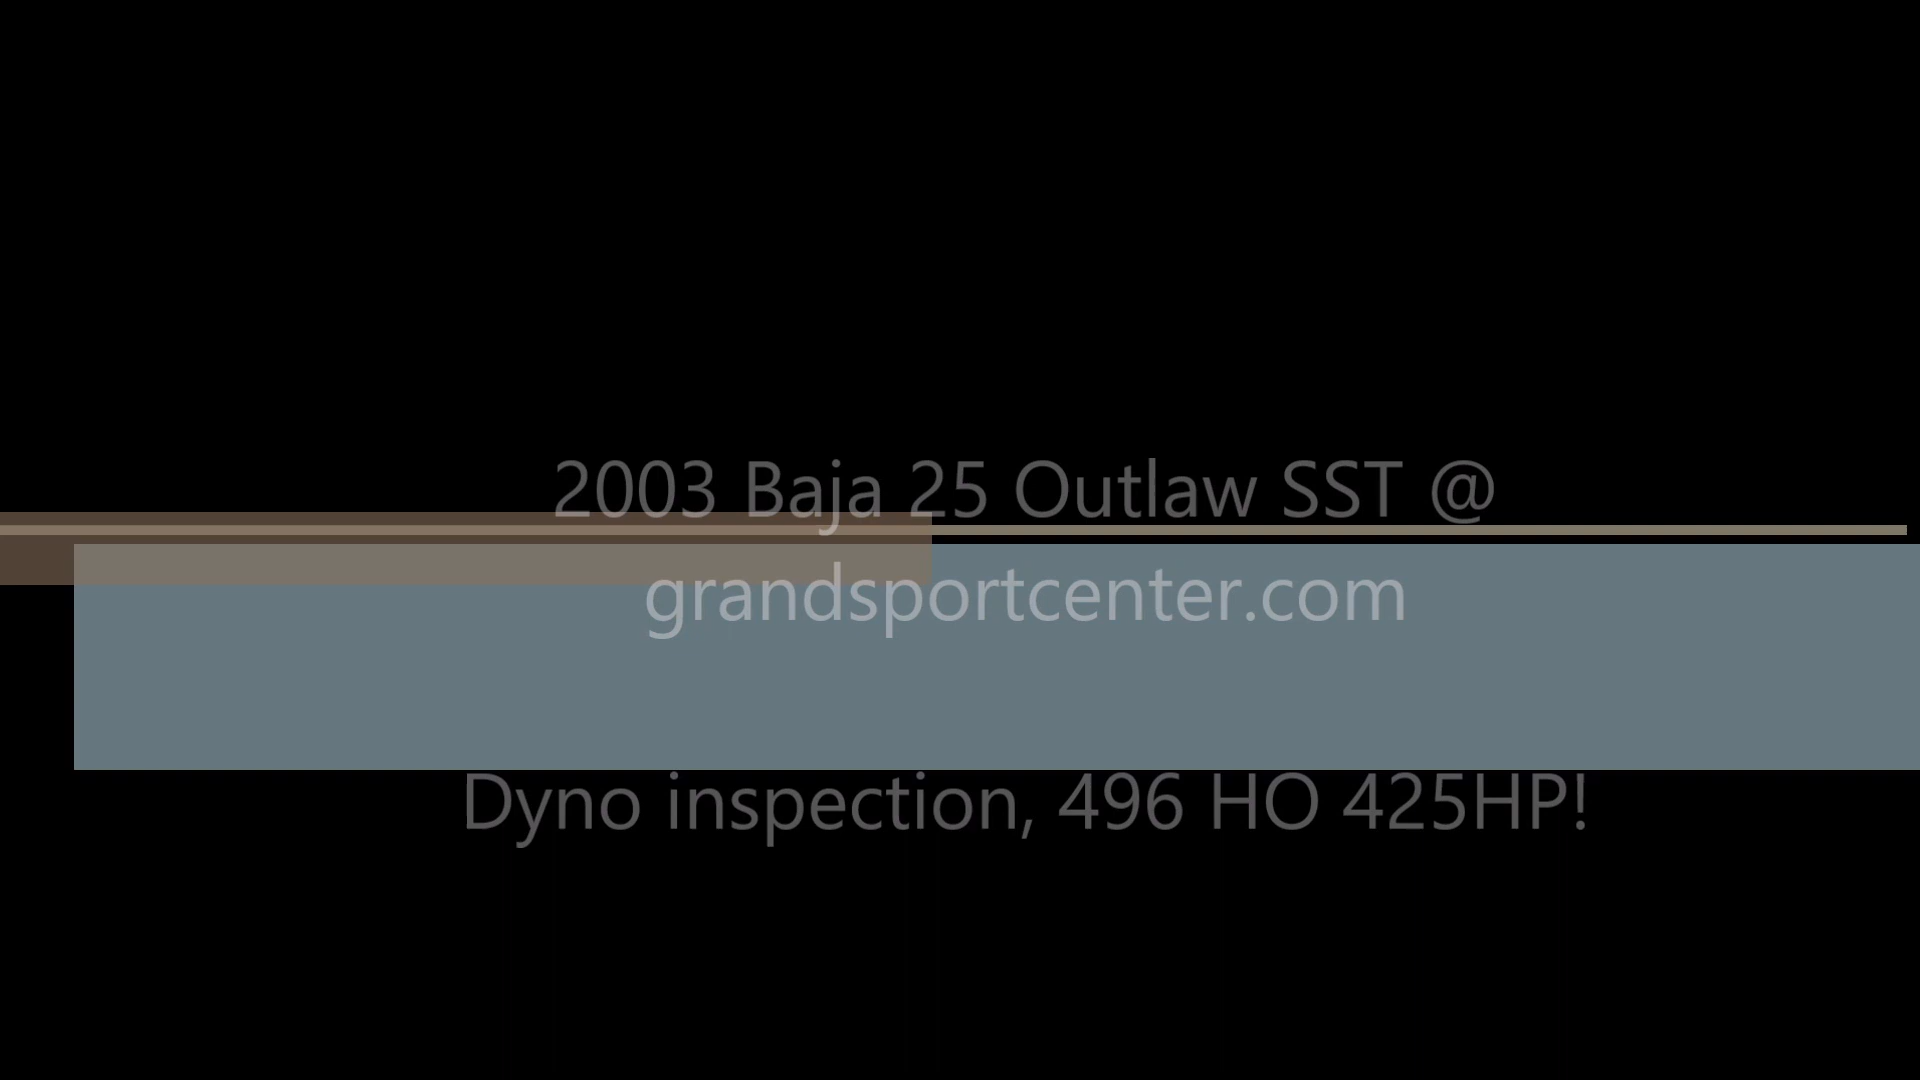 2003 Baja 25 Outlaw SST @
grandsportcenter.com
Dyno inspection, 496 HO 425HP!